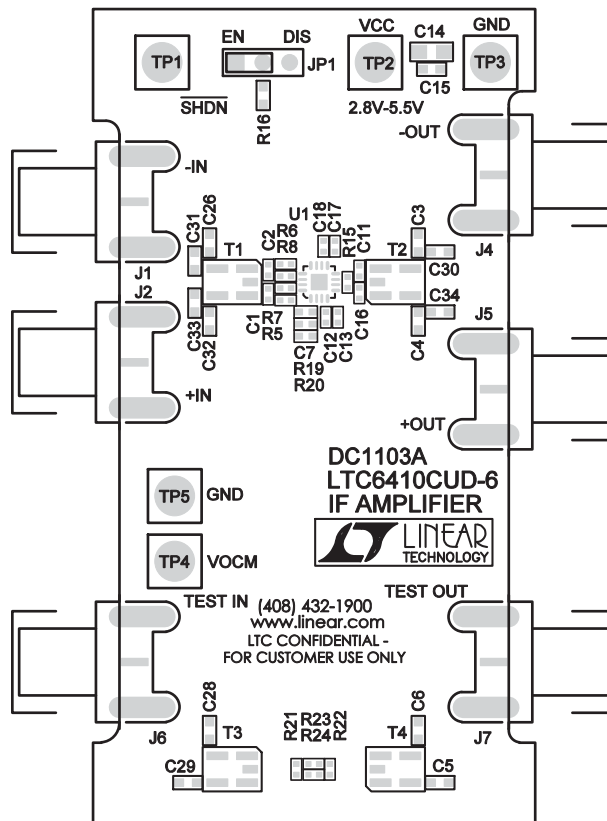 EN DIS
VCC
C14
GND
TP1
JP1
TP2
TP3
C15
SHDN
R16
2.8V-5.5V
-OUT
-IN
C31
C26
C2
R6
R8
U1
C18
C17
R15
C11
C3
J4
J1
T1
T2
C30
J2
C34
J5
C33
C32
C1
R7
R5
C7
R19
R20
C12
C13
C16
C4
+IN
+OUT
DC1103A
LTC6410CUD-6
IF AMPLIFIER
LINEAR
TECHNOLOGY
TP5
GND
TP4
VOCM
TEST IN
TEST OUT
(408) 432-1900
www.linear.com
LTC CONFIDENTIAL -
FOR CUSTOMER USE ONLY
J6
C28
T3
R21
R23
R24
R22
C6
T4
J7
C29
C5